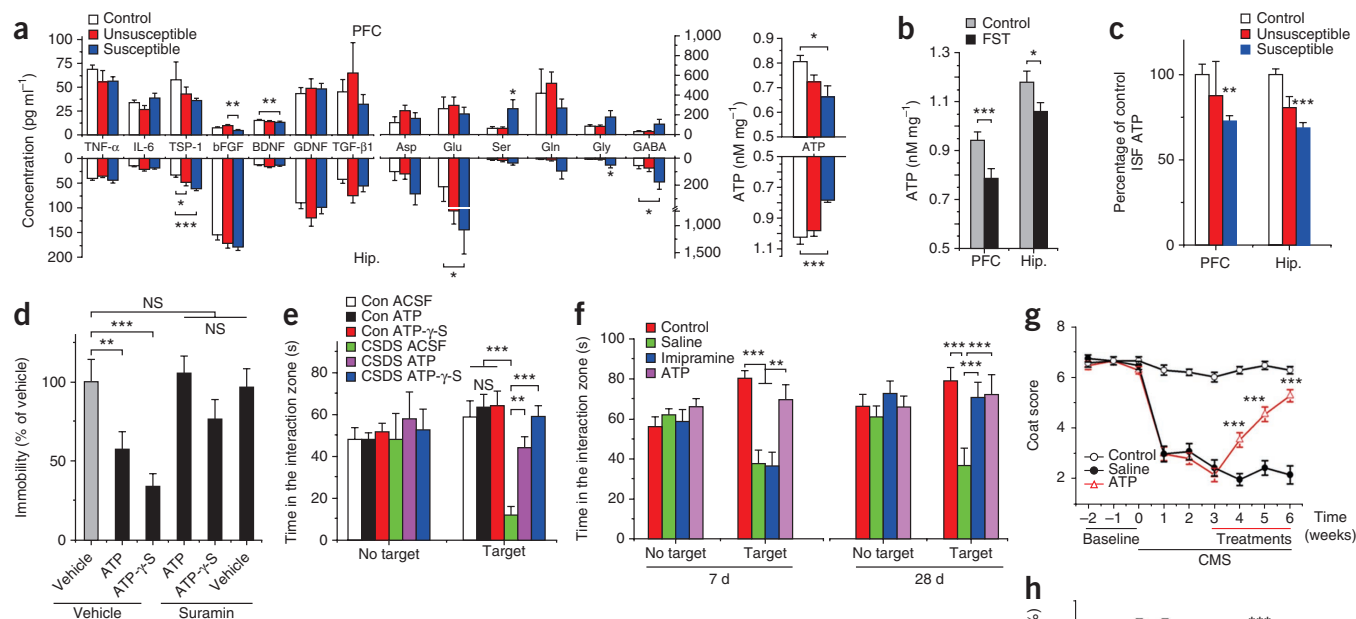 a
Control
Unsusceptible
Susceptible
PFC
Concentration (pg ml⁻¹)
100
75
50
25
0
** ** *
1,000
800
600
400
200
0
TNF-α IL-6 TSP-1 bFGF BDNF GDNF TGF-β1 Asp Glu Ser Gln Gly GABA
50
100
150
200
* *** * * *
200
1,000
1,500
Hip.
ATP (nM mg⁻¹)
0.9
0.8
0.7
0.6
0.5
*
ATP
0.5
0.7
0.9
1.1
***
b
Control
FST
ATP (nM mg⁻¹)
1.3
1.1
0.9
0.7
0.5
*** *
PFC Hip.
c
Control
Unsusceptible
Susceptible
Percentage of control
ISF ATP
100
50
0
** ***
PFC Hip.
d
Immobility (% of vehicle)
100
50
0
NS
*** NS
**
Vehicle ATP ATP-γ-S ATP ATP-γ-S Vehicle
Vehicle Suramin
e
Con ACSF
Con ATP
Con ATP-γ-S
CSDS ACSF
CSDS ATP
CSDS ATP-γ-S
Time in the interaction zone (s)
80
60
40
20
0
***
NS ***
**
No target Target
f
Control
Saline
Imipramine
ATP
Time in the interaction zone (s)
100
80
60
40
20
0
*** ** *** *** ***
No target Target No target Target
7 d 28 d
g
Coat score
8
6
4
2
*** *** ***
Control
Saline
ATP
–2 –1 0 1 2 3 4 5 6 Time
(weeks)
Baseline Treatments
CMS
h
%)
***